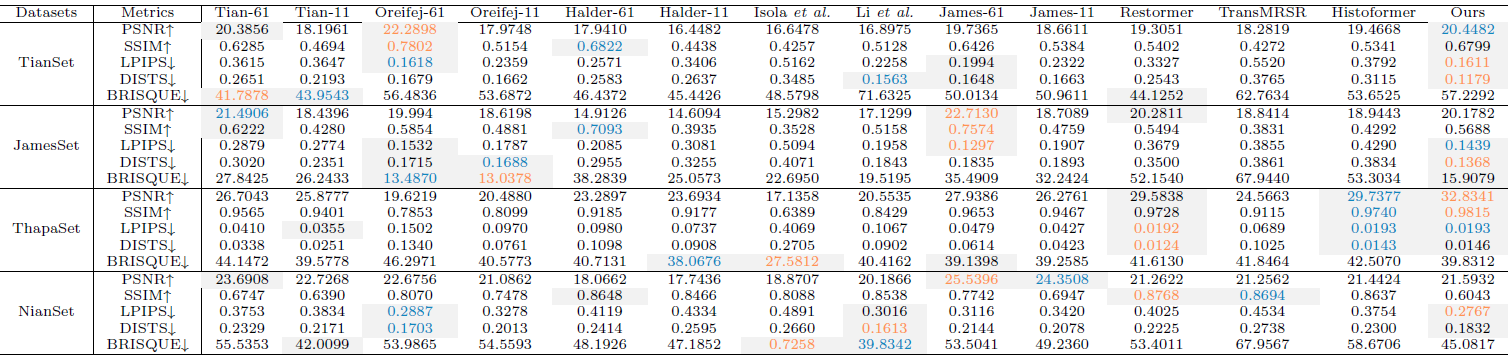 Datasets Metrics Tian-61 Tian-11 Oreifej-61 Oreifej-11 Halder-61 Halder-11 Isola et al. Li et al. James-61 James-11 Restormer TransMRSR Histoformer Ours
PSNR↑ 20.3856 18.1961 22.2898 17.9748 17.9410 16.4482 16.6478 16.8975 19.7365 18.6611 19.3051 18.2819 19.4668 20.4482
SSIM↑ 0.6285 0.4694 0.7802 0.5154 0.6822 0.4438 0.4257 0.5128 0.6426 0.5384 0.5402 0.4272 0.5341 0.6799
TianSet LPIPS↓ 0.3615 0.3647 0.1618 0.2359 0.2571 0.3406 0.5162 0.2258 0.1994 0.2322 0.3327 0.5520 0.3792 0.1611
DISTS↓ 0.2651 0.2193 0.1679 0.1662 0.2583 0.2637 0.3485 0.1563 0.1648 0.1663 0.2543 0.3765 0.3115 0.1179
BRISQUE↓ 41.7878 43.9543 56.4836 53.6872 46.4372 45.4426 48.5798 71.6325 50.0134 50.9611 44.1252 62.7634 53.6525 57.2292
PSNR↑ 21.4906 18.4396 19.994 18.6198 14.9126 14.6094 15.2982 17.1299 22.7130 18.7089 20.2811 18.8414 18.9443 20.1782
SSIM↑ 0.6222 0.4280 0.5854 0.4881 0.7093 0.3935 0.3528 0.5158 0.7574 0.4759 0.5494 0.3831 0.4292 0.5688
JamesSet LPIPS↓ 0.2879 0.2774 0.1532 0.1787 0.2085 0.3081 0.5094 0.1958 0.1297 0.1907 0.3679 0.3855 0.4290 0.1439
DISTS↓ 0.3020 0.2351 0.1715 0.1688 0.2955 0.3255 0.4071 0.1843 0.1835 0.1893 0.3500 0.3861 0.3834 0.1368
BRISQUE↓ 27.8425 26.2433 13.4870 13.0378 38.2839 25.0573 22.6950 19.5195 35.4909 32.2424 52.1540 67.9440 53.3034 15.9079
PSNR↑ 26.7043 25.8777 19.6219 20.4880 23.2897 23.6934 17.1358 20.5535 27.9386 26.2761 29.5838 24.5663 29.7377 32.8341
SSIM↑ 0.9565 0.9401 0.7853 0.8099 0.9185 0.9177 0.6389 0.8429 0.9653 0.9467 0.9728 0.9115 0.9740 0.9815
ThapaSet LPIPS↓ 0.0410 0.0355 0.1502 0.0970 0.0980 0.0737 0.4069 0.1067 0.0479 0.0427 0.0192 0.0689 0.0193 0.0193
DISTS↓ 0.0338 0.0251 0.1340 0.0761 0.1098 0.0908 0.2705 0.0902 0.0614 0.0423 0.0124 0.1025 0.0143 0.0146
BRISQUE↓ 44.1472 39.5778 46.2971 40.5773 40.7131 38.0676 27.5812 40.4162 39.1398 39.2585 41.6130 41.8464 42.5070 39.8312
PSNR↑ 23.6908 22.7268 22.6756 21.0862 18.0662 17.7436 18.8707 20.1866 25.5396 24.3508 21.2622 21.2562 21.4424 21.5932
SSIM↑ 0.6747 0.6390 0.8070 0.7478 0.8648 0.8466 0.8088 0.8538 0.7742 0.6947 0.8768 0.8694 0.8637 0.6043
NianSet LPIPS↓ 0.3753 0.3834 0.2887 0.3278 0.4119 0.4334 0.4891 0.3016 0.3116 0.3420 0.4025 0.4534 0.3754 0.2767
DISTS↓ 0.2329 0.2171 0.1703 0.2013 0.2414 0.2595 0.2660 0.1613 0.2144 0.2078 0.2225 0.2738 0.2300 0.1832
BRISQUE↓ 55.5353 42.0099 53.9865 54.5593 48.1926 47.1852 0.7258 39.8342 53.5041 49.2360 53.4011 67.9567 58.6706 45.0817